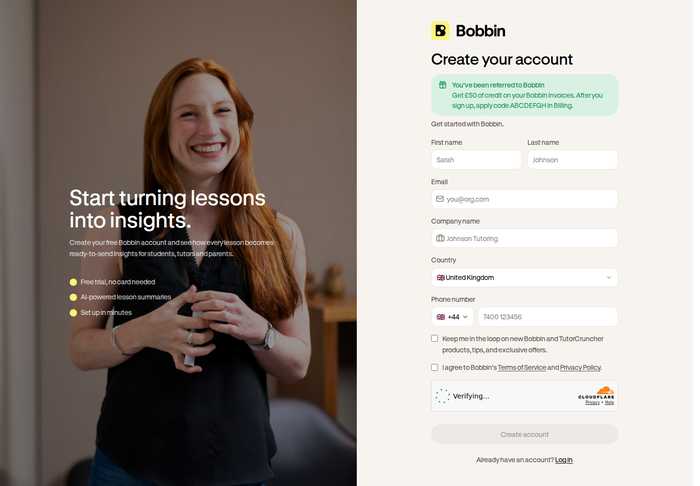 Start turning lessons
into insights.
Create your free Bobbin account and see how every lesson becomes
ready-to-send insights for students, tutors and parents.
Free trial, no card needed
AI-powered lesson summaries
Set up in minutes
Bobbin
Create your account
You've been referred to Bobbin
Get £50 of credit on your Bobbin invoices. After you
sign up, apply code ABCDEFGH in Billing.
Get started with Bobbin.
First name
Last name
Sarah
Johnson
Email
you@org.com
Company name
Johnson Tutoring
Country
United Kingdom
Phone number
+44
7400 123456
Keep me in the loop on new Bobbin and TutorCruncher
products, tips, and exclusive offers.
I agree to Bobbin's Terms of Service and Privacy Policy.
Verifying...
CLOUDFLARE
Privacy • Help
Create account
Already have an account? Log in